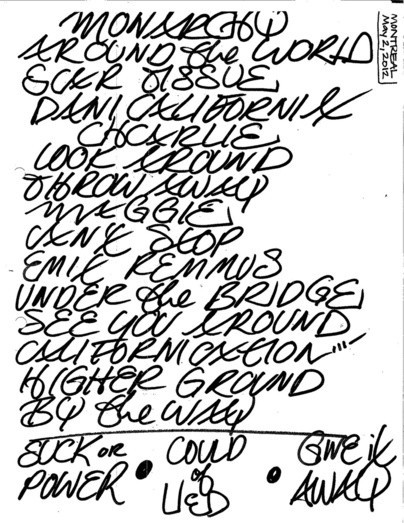 MONARCHY
AROUND the WORLD
SCAR TISSUE
DANI CALIFORNIA
CHARLIE
LOOK AROUND
THROW AWAY
MAGGIE
CANT STOP
EMIT REMMUS
UNDER the BRIDGE
SEE YOU AROUND
CALIFORNICATION
HIGHER GROUND
BY the WAY
SUCK OR POWER • COULD of LIED • GIVE it AWAY
MONTREAL
MAY 2, 2012